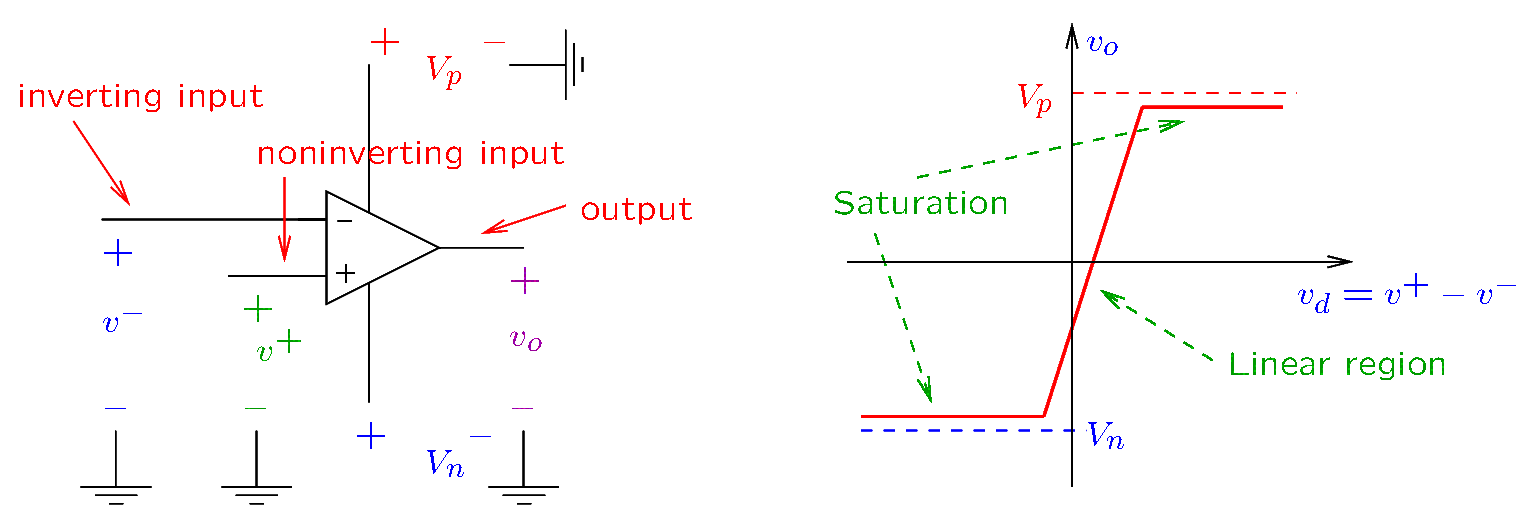 + −
V_p
inverting input
noninverting input
output
−
+
+
v^−
−
+
v^+
−
+
v_o
−
+ −
V_n
v_o
V_p
Saturation
v_d = v^+ − v^−
Linear region
V_n